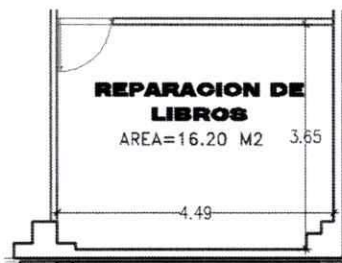 REPARACION DE
LIBROS
AREA=16.20 M2
3.65
4.49